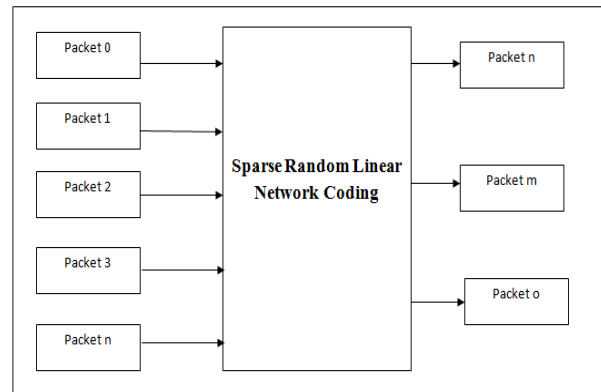 Packet 0
Packet 1
Packet 2
Packet 3
Packet n
Sparse Random Linear
Network Coding
Packet n
Packet m
Packet o